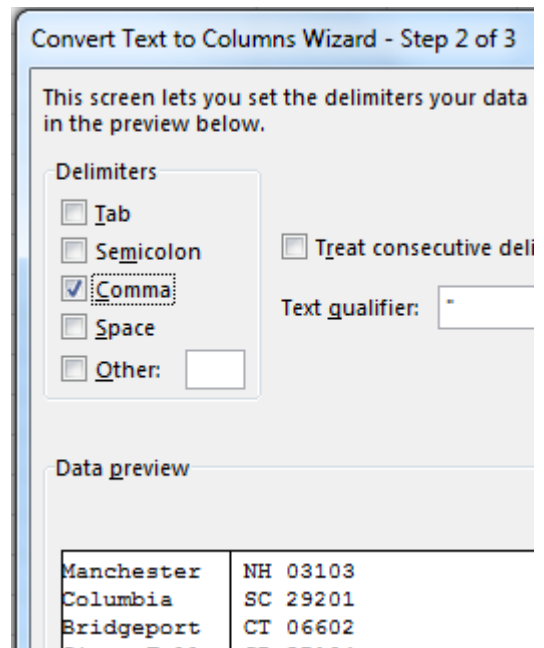 Convert Text to Columns Wizard - Step 2 of 3
This screen lets you set the delimiters your data
in the preview below.
Delimiters
Tab
Semicolon
Comma
Space
Other:
Treat consecutive deli
Text qualifier: "
Data preview
Manchester NH 03103
Columbia SC 29201
Bridgeport CT 06602